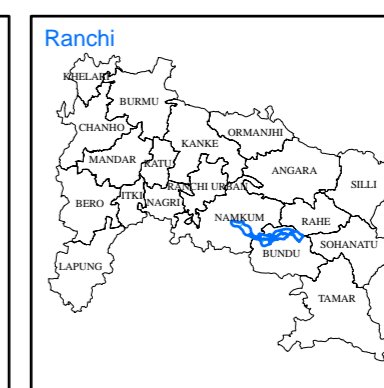 Ranchi
KHELARI
BURMU
CHANHO
ORMANJHI
KANKE
MANDAR
RATU
ANGARA
SILLI
RANCHI URBAN
BERO
ITKI
NAGRI
NAMKUM
RAHE
SOHANATU
BUNDU
LAPUNG
TAMAR